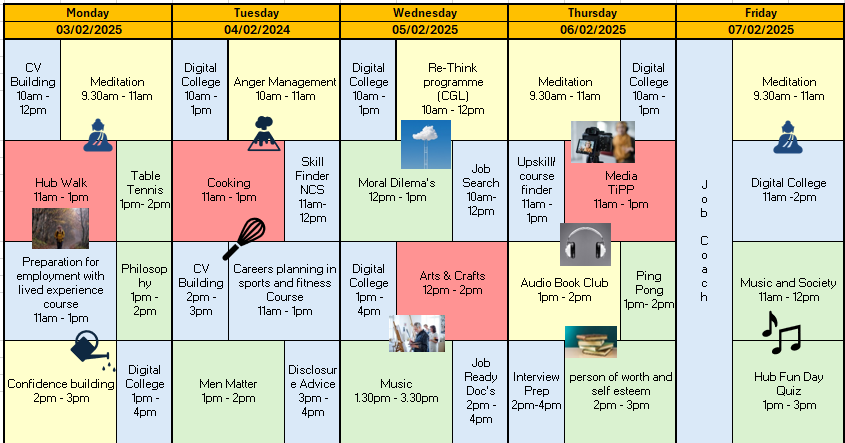 Monday
Tuesday
Wednesday
Thursday
Friday
03/02/2025
04/02/2024
05/02/2025
06/02/2025
07/02/2025
CV
Building
10am -
12pm
Meditation
9.30am - 11am
Digital
College
10am -
1pm
Anger Management
10am - 11am
Digital
College
10am -
1pm
Re-Think
programme
(CGL)
10am - 12pm
Meditation
9.30am - 11am
Digital
College
10am -
1pm
Meditation
9.30am - 11am
Hub Walk
11am - 1pm
Table
Tennis
1pm- 2pm
Cooking
11am - 1pm
Skill
Finder
NCS
11am-
12pm
Moral Dilema's
12pm - 1pm
Job
Search
10am-
12pm
Upskill/
course
finder
11am -
1pm
Media
TiPP
11am - 1pm
Job Coach
Digital College
11am -2pm
Preparation for
employment with
lived experience
course
11am - 1pm
Philosop
hy
1pm -
2pm
CV
Building
2pm -
3pm
Careers planning in
sports and fitness
Course
11am - 1pm
Digital
College
1pm -
4pm
Arts & Crafts
12pm - 2pm
Audio Book Club
1pm - 2pm
Ping
Pong
1pm- 2pm
Music and Society
11am - 12pm
Confidence building
2pm - 3pm
Digital
College
1pm -
4pm
Men Matter
1pm - 2pm
Disclosur
e Advice
3pm -
4pm
Music
1.30pm - 3.30pm
Job
Ready
Doc's
2pm -
4pm
Interview
Prep
2pm-4pm
person of worth and
self esteem
2pm - 3pm
Hub Fun Day
Quiz
1pm - 3pm